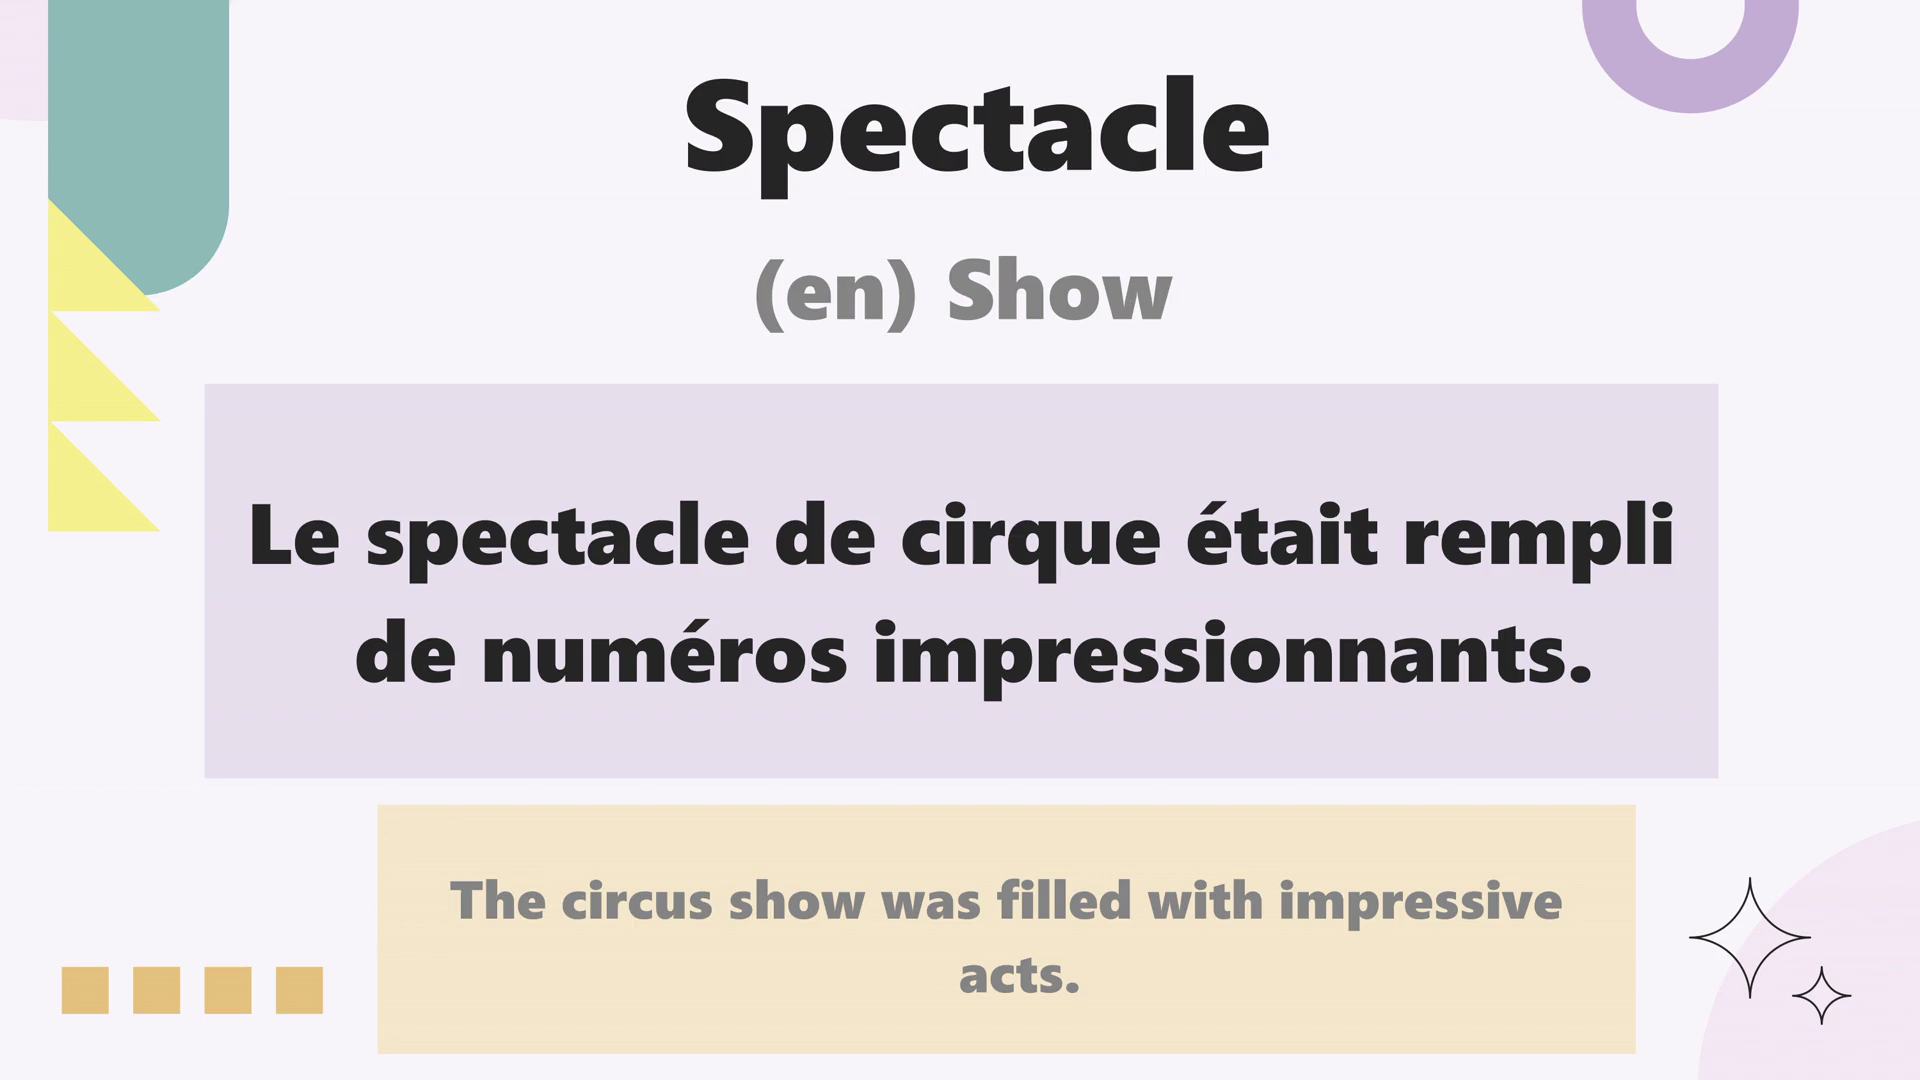 Spectacle
(en) Show
Le spectacle de cirque était rempli
de numéros impressionnants.
The circus show was filled with impressive
acts.